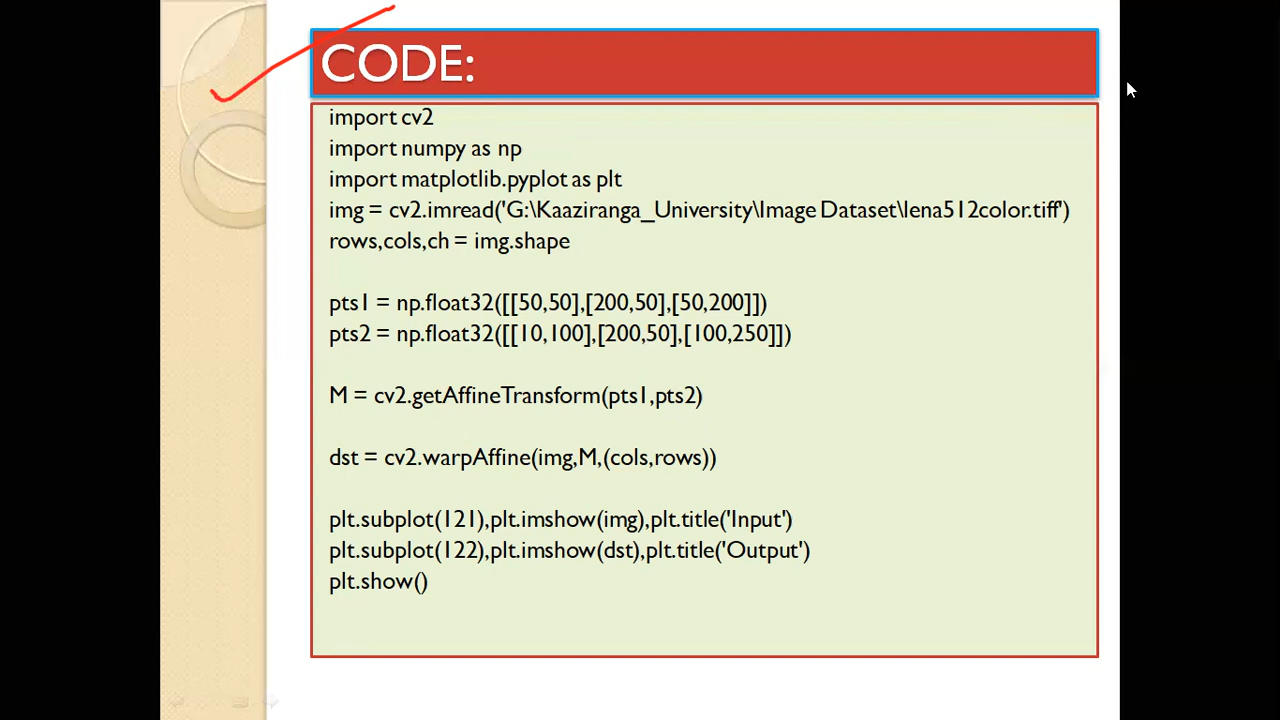 CODE:
import cv2
import numpy as np
import matplotlib.pyplot as plt
img = cv2.imread('G:\Kaaziranga_University\Image Dataset\lena512color.tiff')
rows,cols,ch = img.shape
pts1 = np.float32([[50,50],[200,50],[50,200]])
pts2 = np.float32([[10,100],[200,50],[100,250]])
M = cv2.getAffineTransform(pts1,pts2)
dst = cv2.warpAffine(img,M,(cols,rows))
plt.subplot(121),plt.imshow(img),plt.title('Input')
plt.subplot(122),plt.imshow(dst),plt.title('Output')
plt.show()